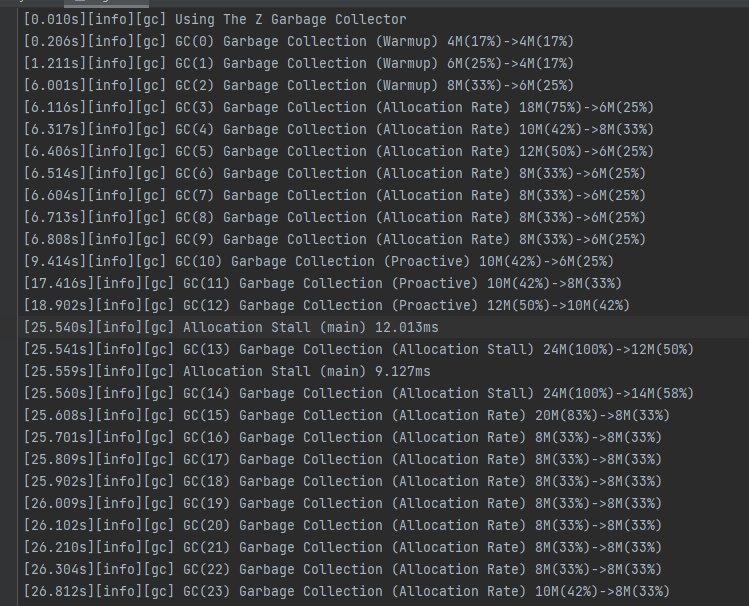 [0.010s][info][gc] Using The Z Garbage Collector
[0.206s][info][gc] GC(0) Garbage Collection (Warmup) 4M(17%)->4M(17%)
[1.211s][info][gc] GC(1) Garbage Collection (Warmup) 6M(25%)->4M(17%)
[6.001s][info][gc] GC(2) Garbage Collection (Warmup) 8M(33%)->6M(25%)
[6.116s][info][gc] GC(3) Garbage Collection (Allocation Rate) 18M(75%)->6M(25%)
[6.317s][info][gc] GC(4) Garbage Collection (Allocation Rate) 10M(42%)->8M(33%)
[6.406s][info][gc] GC(5) Garbage Collection (Allocation Rate) 12M(50%)->6M(25%)
[6.514s][info][gc] GC(6) Garbage Collection (Allocation Rate) 8M(33%)->6M(25%)
[6.604s][info][gc] GC(7) Garbage Collection (Allocation Rate) 8M(33%)->6M(25%)
[6.713s][info][gc] GC(8) Garbage Collection (Allocation Rate) 8M(33%)->6M(25%)
[6.808s][info][gc] GC(9) Garbage Collection (Allocation Rate) 8M(33%)->6M(25%)
[9.414s][info][gc] GC(10) Garbage Collection (Proactive) 10M(42%)->6M(25%)
[17.416s][info][gc] GC(11) Garbage Collection (Proactive) 10M(42%)->8M(33%)
[18.902s][info][gc] GC(12) Garbage Collection (Proactive) 12M(50%)->10M(42%)
[25.540s][info][gc] Allocation Stall (main) 12.013ms
[25.541s][info][gc] GC(13) Garbage Collection (Allocation Stall) 24M(100%)->12M(50%)
[25.559s][info][gc] Allocation Stall (main) 9.127ms
[25.560s][info][gc] GC(14) Garbage Collection (Allocation Stall) 24M(100%)->14M(58%)
[25.608s][info][gc] GC(15) Garbage Collection (Allocation Rate) 20M(83%)->8M(33%)
[25.701s][info][gc] GC(16) Garbage Collection (Allocation Rate) 8M(33%)->8M(33%)
[25.809s][info][gc] GC(17) Garbage Collection (Allocation Rate) 8M(33%)->8M(33%)
[25.902s][info][gc] GC(18) Garbage Collection (Allocation Rate) 8M(33%)->8M(33%)
[26.009s][info][gc] GC(19) Garbage Collection (Allocation Rate) 8M(33%)->8M(33%)
[26.102s][info][gc] GC(20) Garbage Collection (Allocation Rate) 8M(33%)->8M(33%)
[26.210s][info][gc] GC(21) Garbage Collection (Allocation Rate) 8M(33%)->8M(33%)
[26.304s][info][gc] GC(22) Garbage Collection (Allocation Rate) 8M(33%)->8M(33%)
[26.812s][info][gc] GC(23) Garbage Collection (Allocation Rate) 10M(42%)->8M(33%)